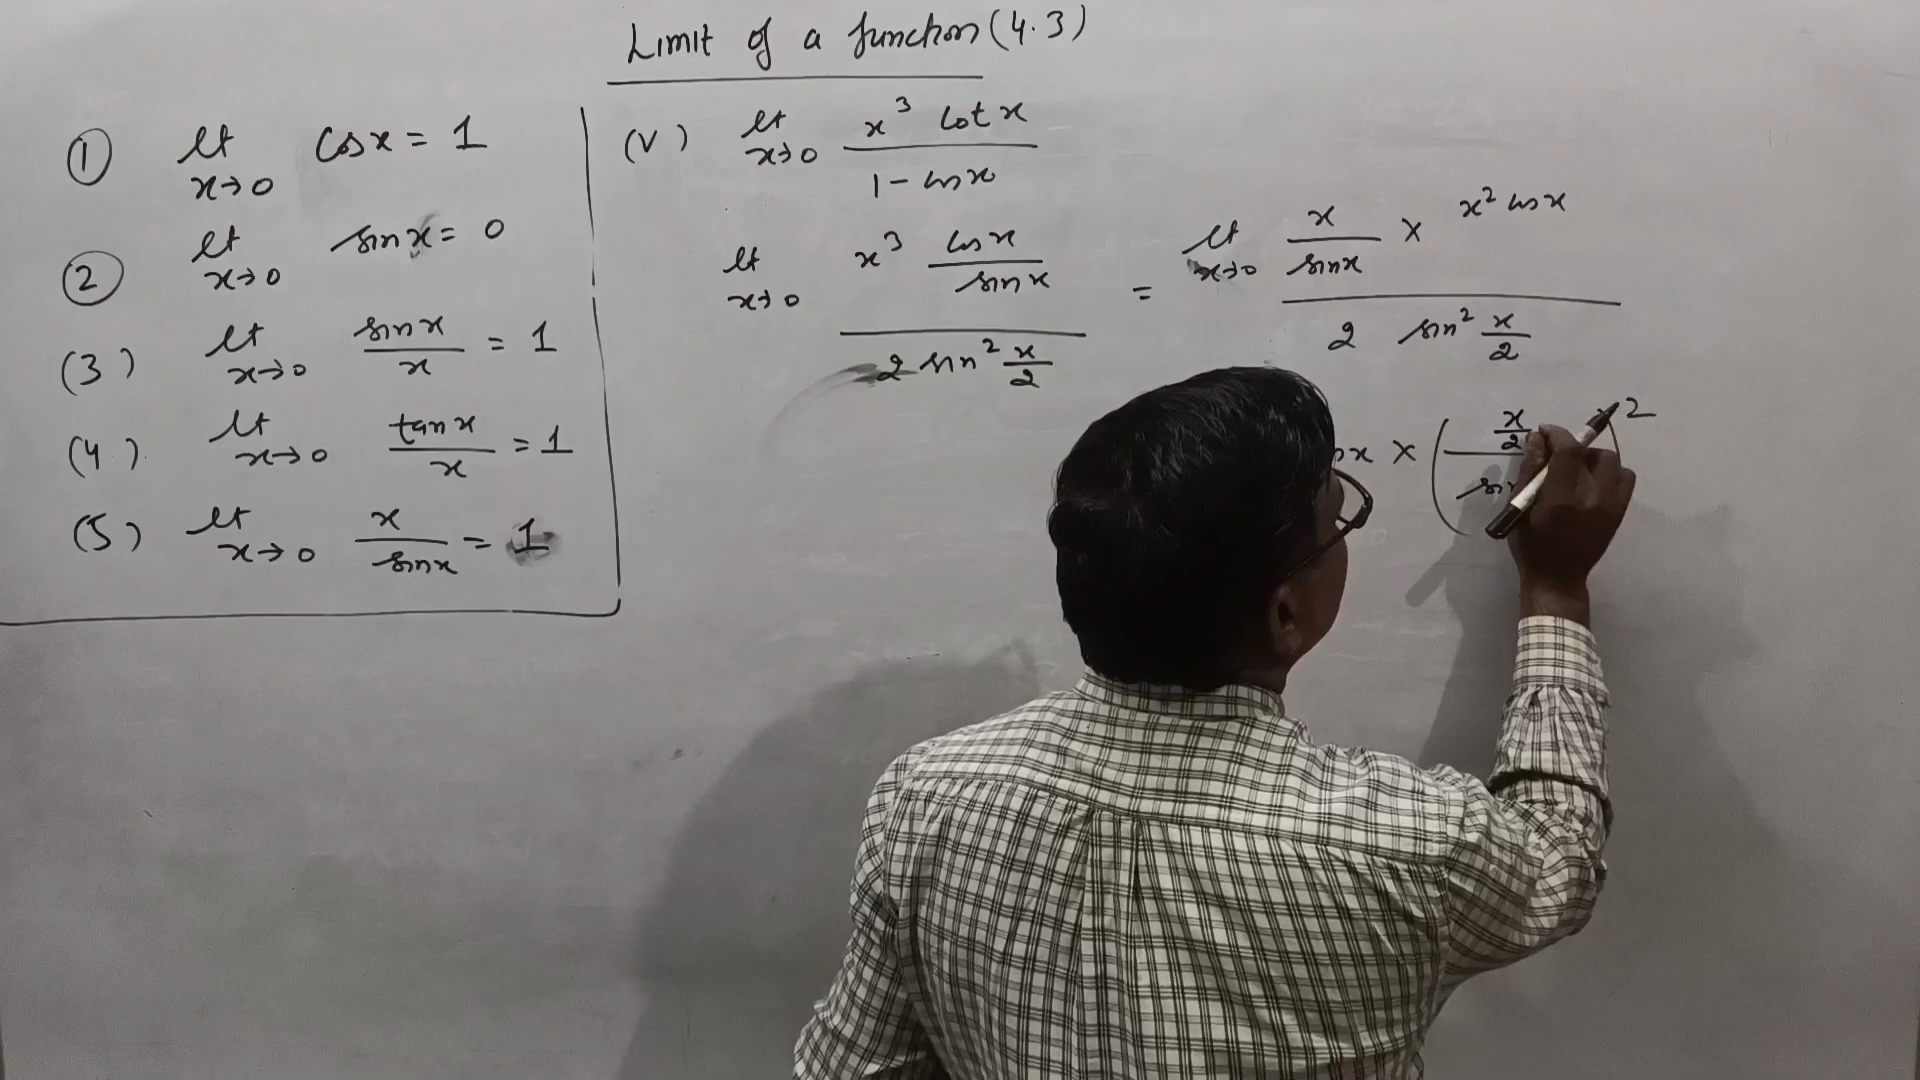 Limit of a function (4.3)
① lt x→0 cos x = 1
② lt x→0 sin x = 0
(3) lt x→0 sin x / x = 1
(4) lt x→0 tan x / x = 1
(5) lt x→0 x / sin x = 1
(V) lt x→0 x³ cot x / 1 - cos x
lt x→0 x³ cos x / sin x / 2 sin² x/2 = lt x→0 x / sin x × x² cos x / 2 sin² x/2
x × ( x/2 / )²